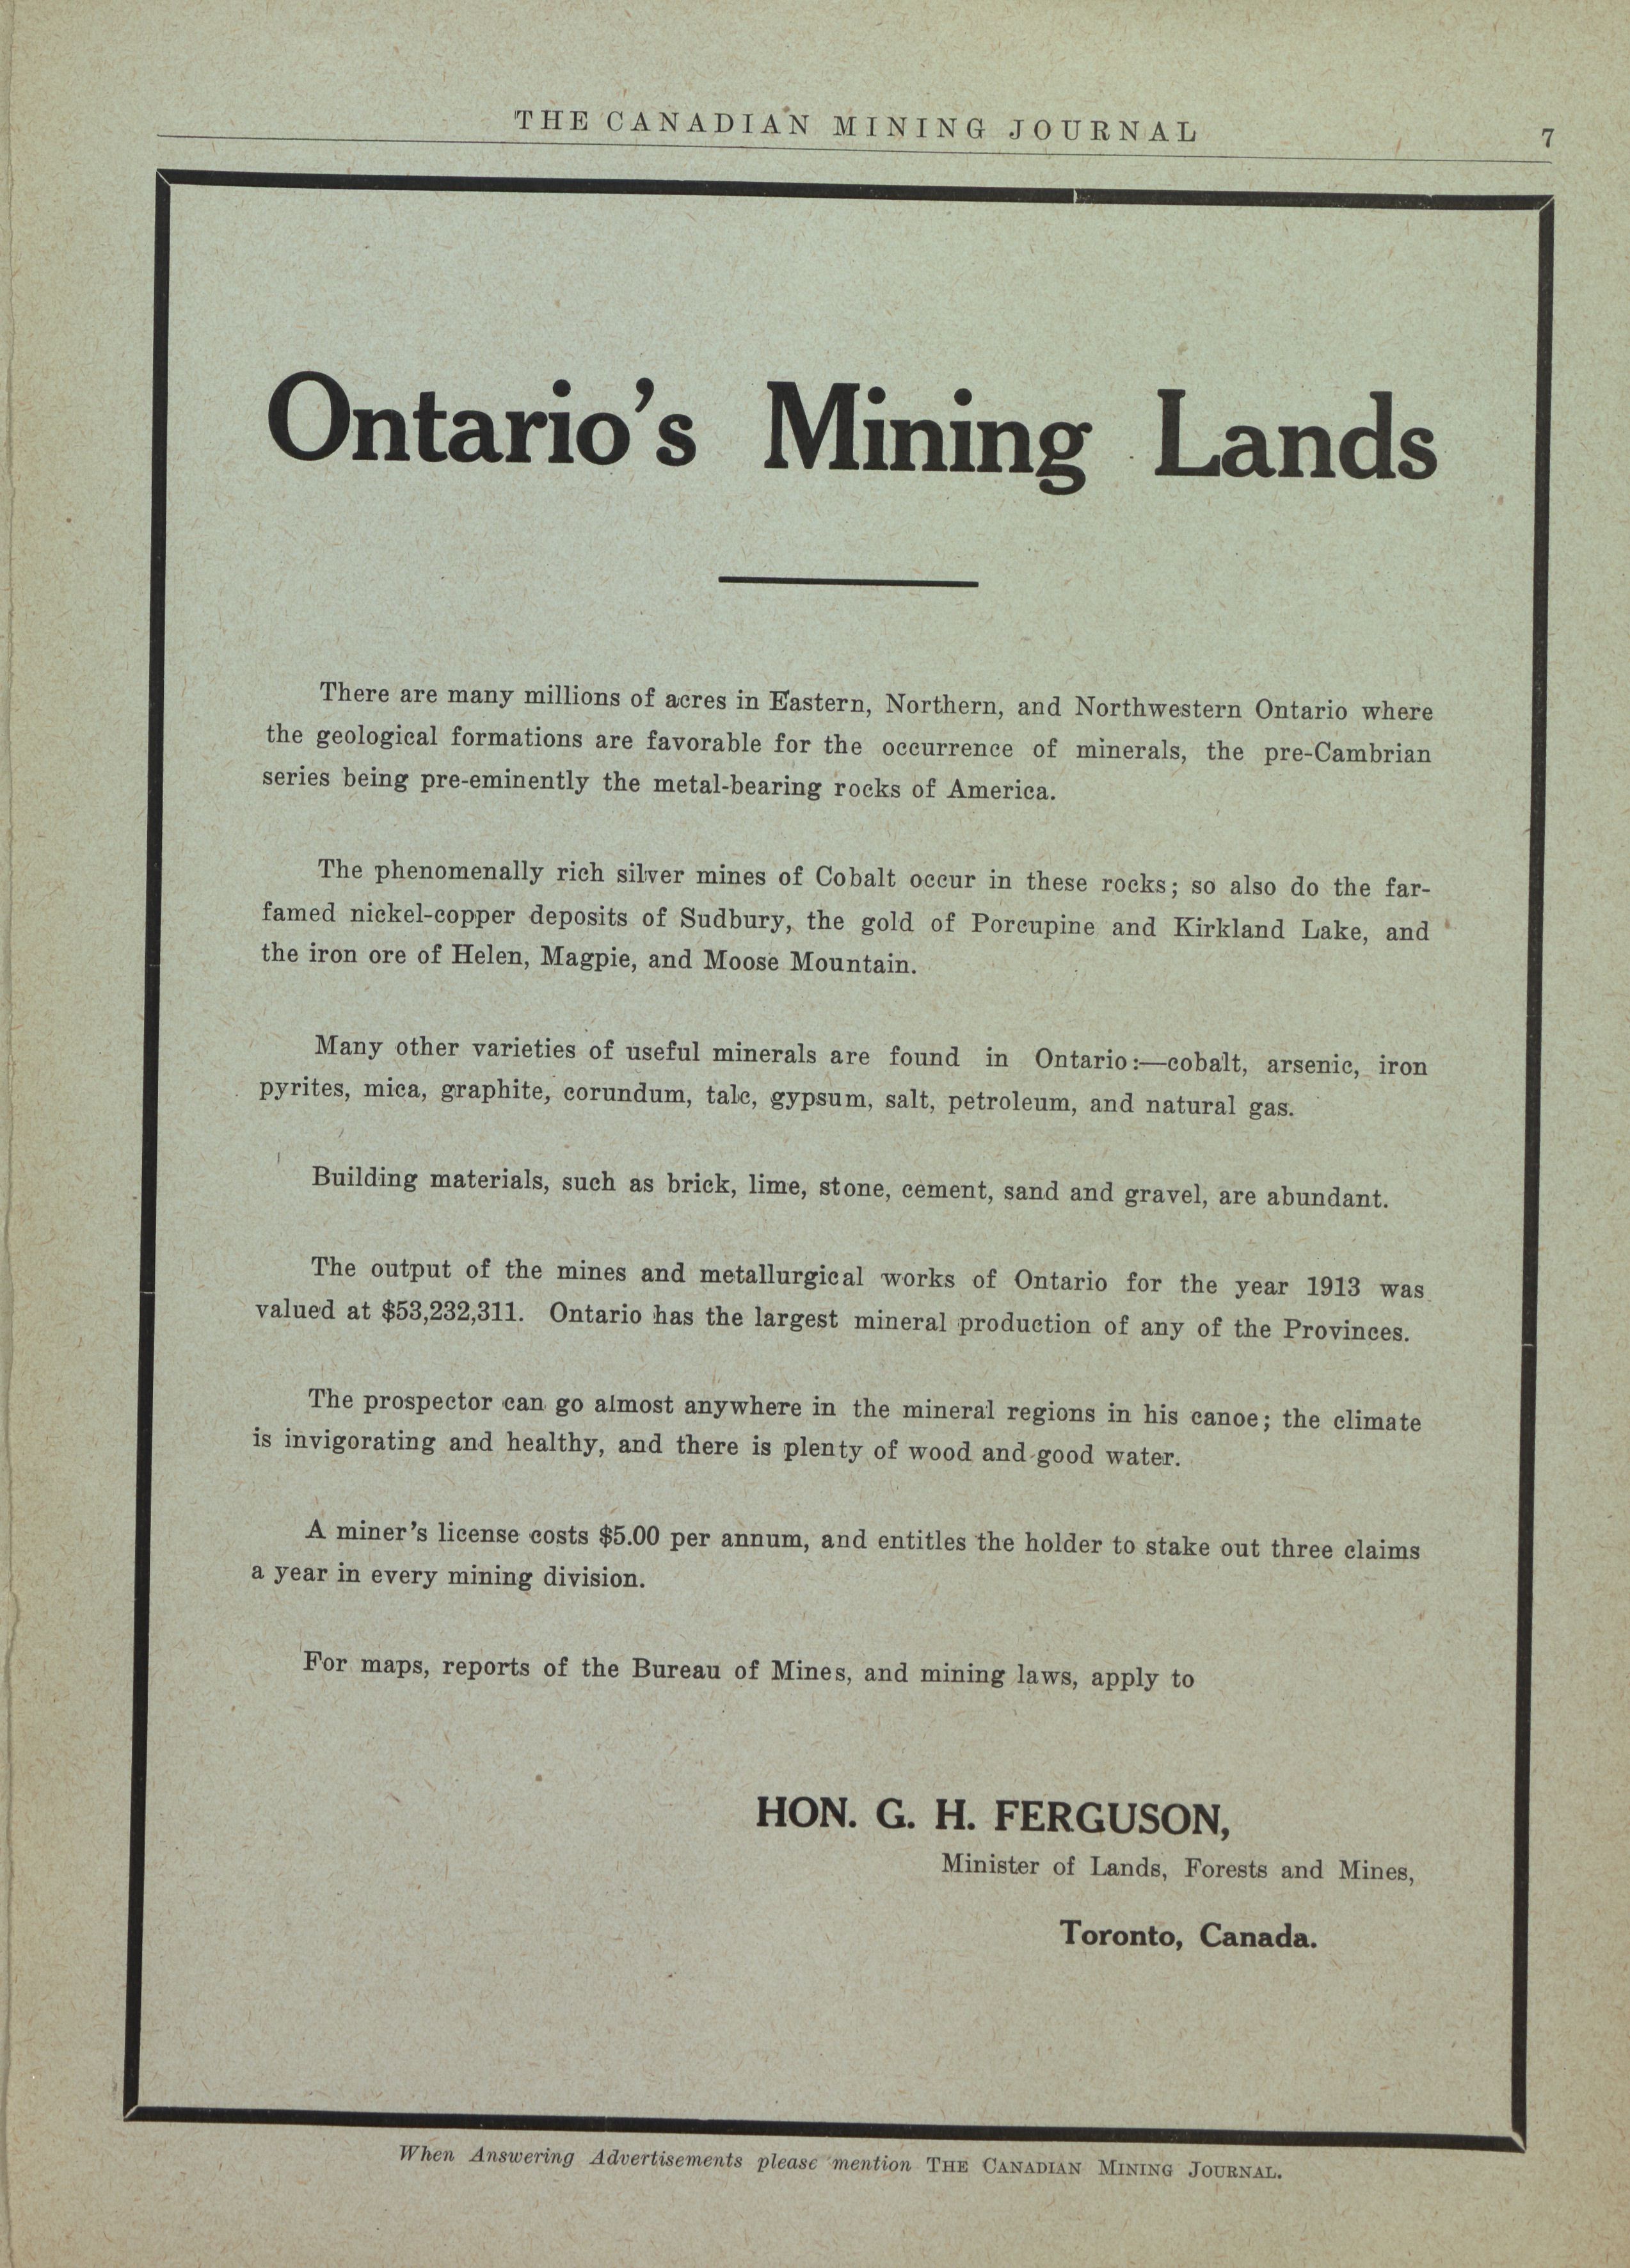 THE CANADIAN MINING JOURNAL 7
Ontario's Mining Lands
There are many millions of acres in Eastern, Northern, and Northwestern Ontario where
the geological formations are favorable for the occurrence of minerals, the pre-Cambrian
series being pre-eminently the metal-bearing rocks of America.
The phenomenally rich silver mines of Cobalt occur in these rocks; so also do the far-
famed nickel-copper deposits of Sudbury, the gold of Porcupine and Kirkland Lake, and
the iron ore of Helen, Magpie, and Moose Mountain.
Many other varieties of useful minerals are found in Ontario:—cobalt, arsenic, iron
pyrites, mica, graphite, corundum, talc, gypsum, salt, petroleum, and natural gas.
Building materials, such as brick, lime, stone, cement, sand and gravel, are abundant.
The output of the mines and metallurgical works of Ontario for the year 1913 was
valued at $53,232,311. Ontario has the largest mineral production of any of the Provinces.
The prospector can go almost anywhere in the mineral regions in his canoe; the climate
is invigorating and healthy, and there is plenty of wood and good water.
A miner's license costs $5.00 per annum, and entitles the holder to stake out three claims
a year in every mining division.
For maps, reports of the Bureau of Mines, and mining laws, apply to
HON. G. H. FERGUSON,
Minister of Lands, Forests and Mines,
Toronto, Canada.
When Answering Advertisements please mention THE CANADIAN MINING JOURNAL.